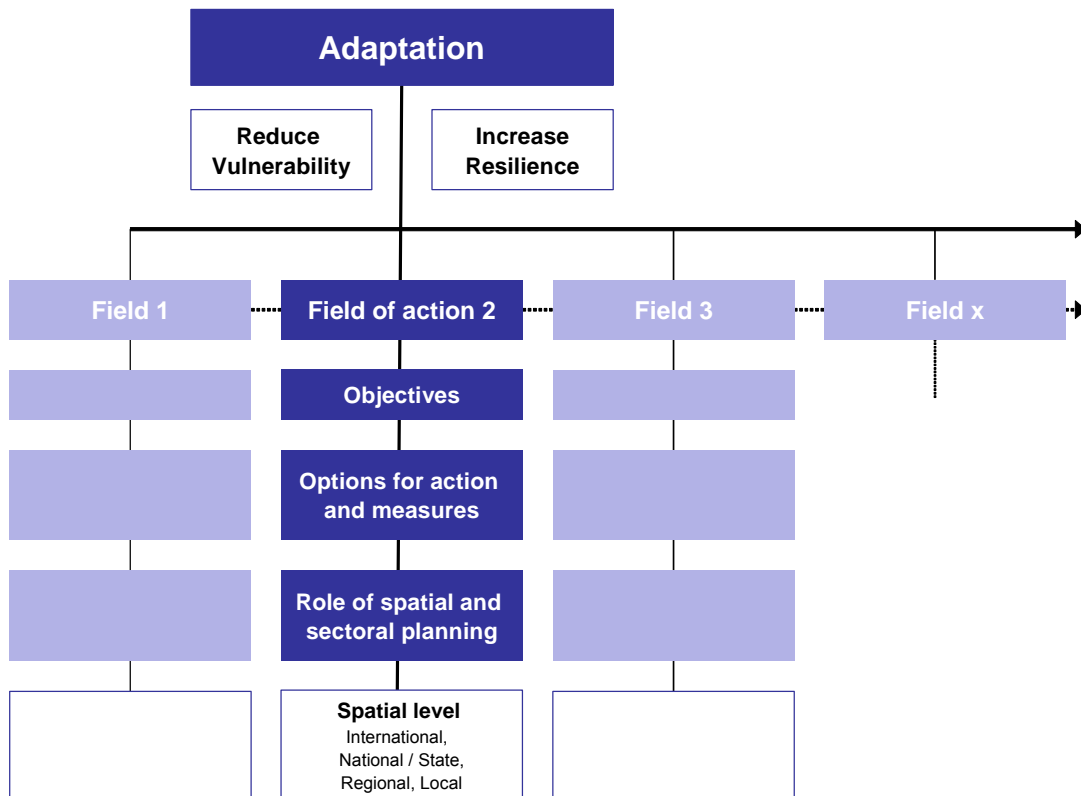 Adaptation
Reduce
Vulnerability
Increase
Resilience
Field 1
Field of action 2
Field 3
Field x
Objectives
Options for action
and measures
Role of spatial and
sectoral planning
Spatial level
International,
National / State,
Regional, Local